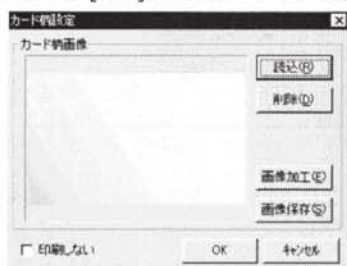 カード柄設定
カード柄画像
読込(R)
削除(D)
画像加工(E)
画像保存(S)
印刷しない
OK
キャンセル